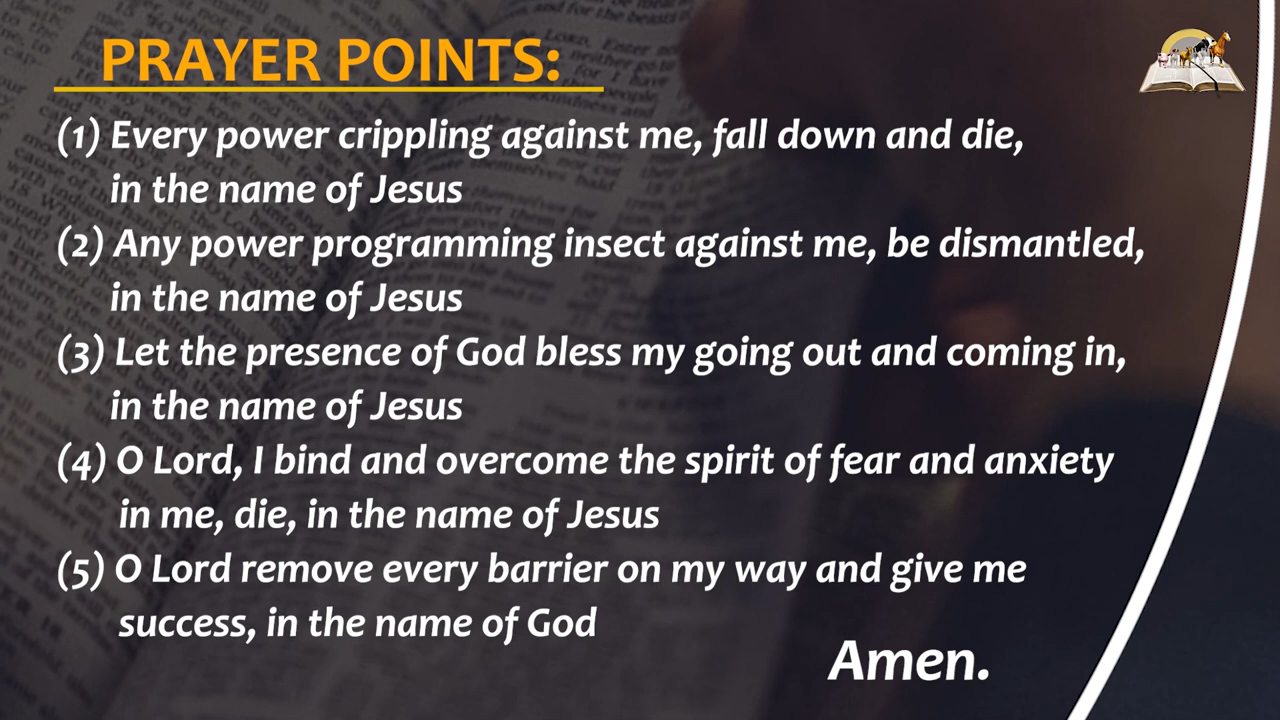 PRAYER POINTS:
(1) Every power crippling against me, fall down and die,
in the name of Jesus
(2) Any power programming insect against me, be dismantled,
in the name of Jesus
(3) Let the presence of God bless my going out and coming in,
in the name of Jesus
(4) O Lord, I bind and overcome the spirit of fear and anxiety
in me, die, in the name of Jesus
(5) O Lord remove every barrier on my way and give me
success, in the name of God
Amen.